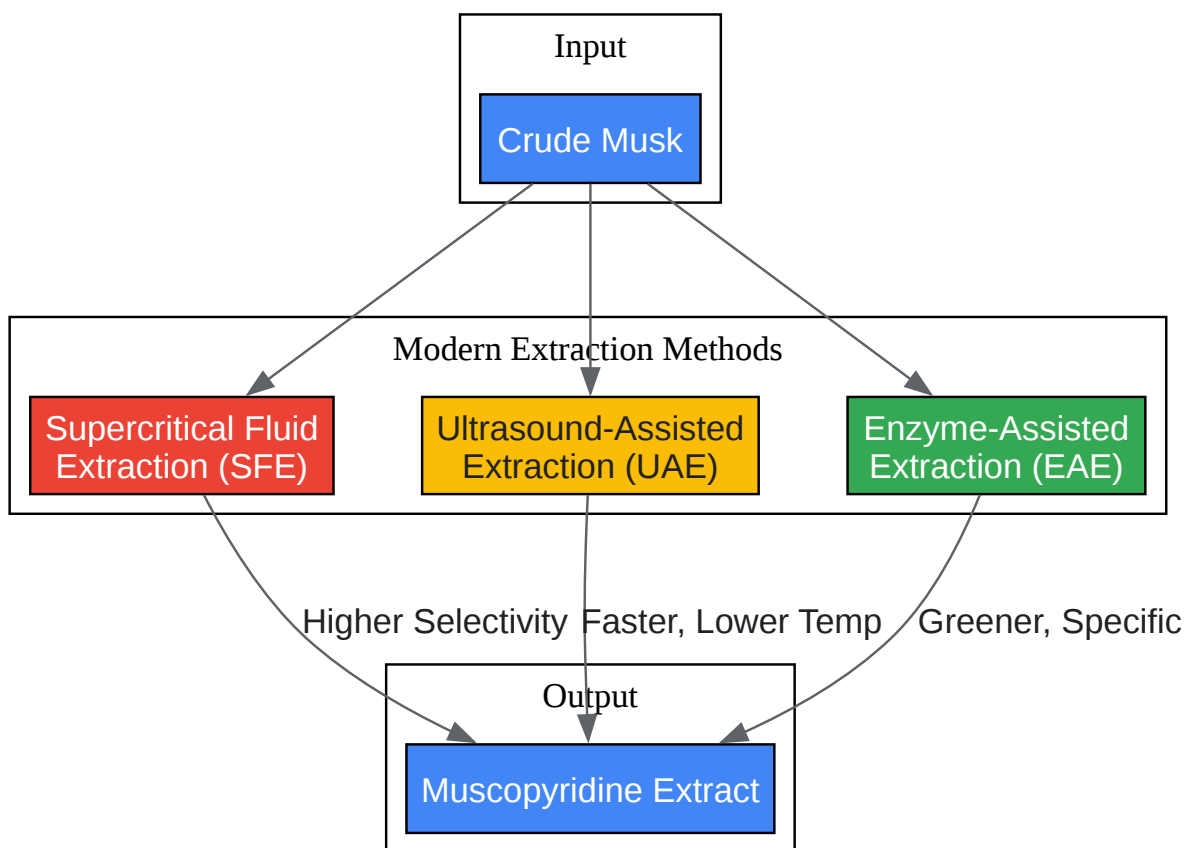 Input
Crude Musk
Modern Extraction Methods
Supercritical Fluid
Extraction (SFE)
Ultrasound-Assisted
Extraction (UAE)
Enzyme-Assisted
Extraction (EAE)
Higher Selectivity
Faster, Lower Temp
Greener, Specific
Output
Muscopyridine Extract